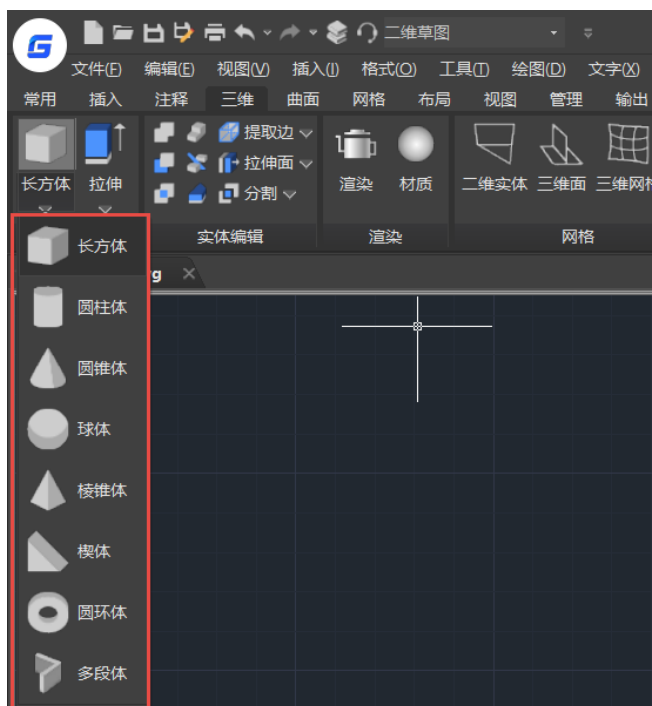 二维草图
文件(F) 编辑(E) 视图(V) 插入(I) 格式(O) 工具(T) 绘图(D) 文字(X)
常用 插入 注释 三维 曲面 网格 布局 视图 管理 输出
提取边
拉伸面
分割
长方体 拉伸 渲染 材质 二维实体 三维面 三维网格
实体编辑 渲染 网格
长方体
圆柱体
圆锥体
球体
棱锥体
楔体
圆环体
多段体